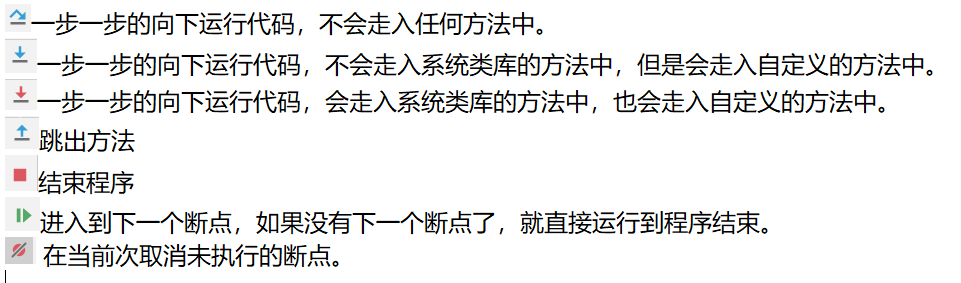 一步一步的向下运行代码，不会走入任何方法中。
一步一步的向下运行代码，不会走入系统类库的方法中，但是会走入自定义的方法中。
一步一步的向下运行代码，会走入系统类库的方法中，也会走入自定义的方法中。
跳出方法
结束程序
进入到下一个断点，如果没有下一个断点了，就直接运行到程序结束。
在当前次取消未执行的断点。